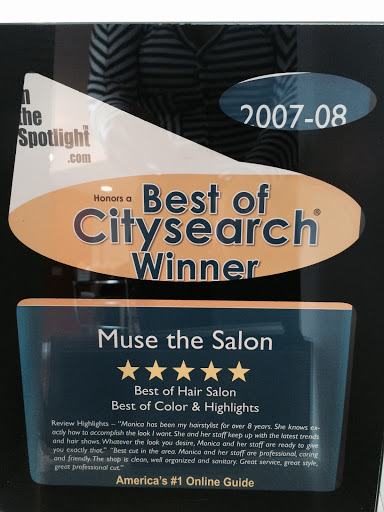 In
the
Spotlight
.com
2007-08
Honors a Best of
Citysearch®
Winner
Muse the Salon
Best of Hair Salon
Best of Color & Highlights
Review Highlights – "Monica has been my hairstylist for over 8 years. She knows ex-
actly how to accomplish the look I want. She and her staff keep up with the latest trends
and hair shows. Whatever the look you desire, Monica and her staff are ready to give
you exactly that." "Best cut in the area. Monica and her staff are professional, caring
and friendly. The shop is clean, well organized and sanitary. Great service, great style,
great professional cut."
America's #1 Online Guide